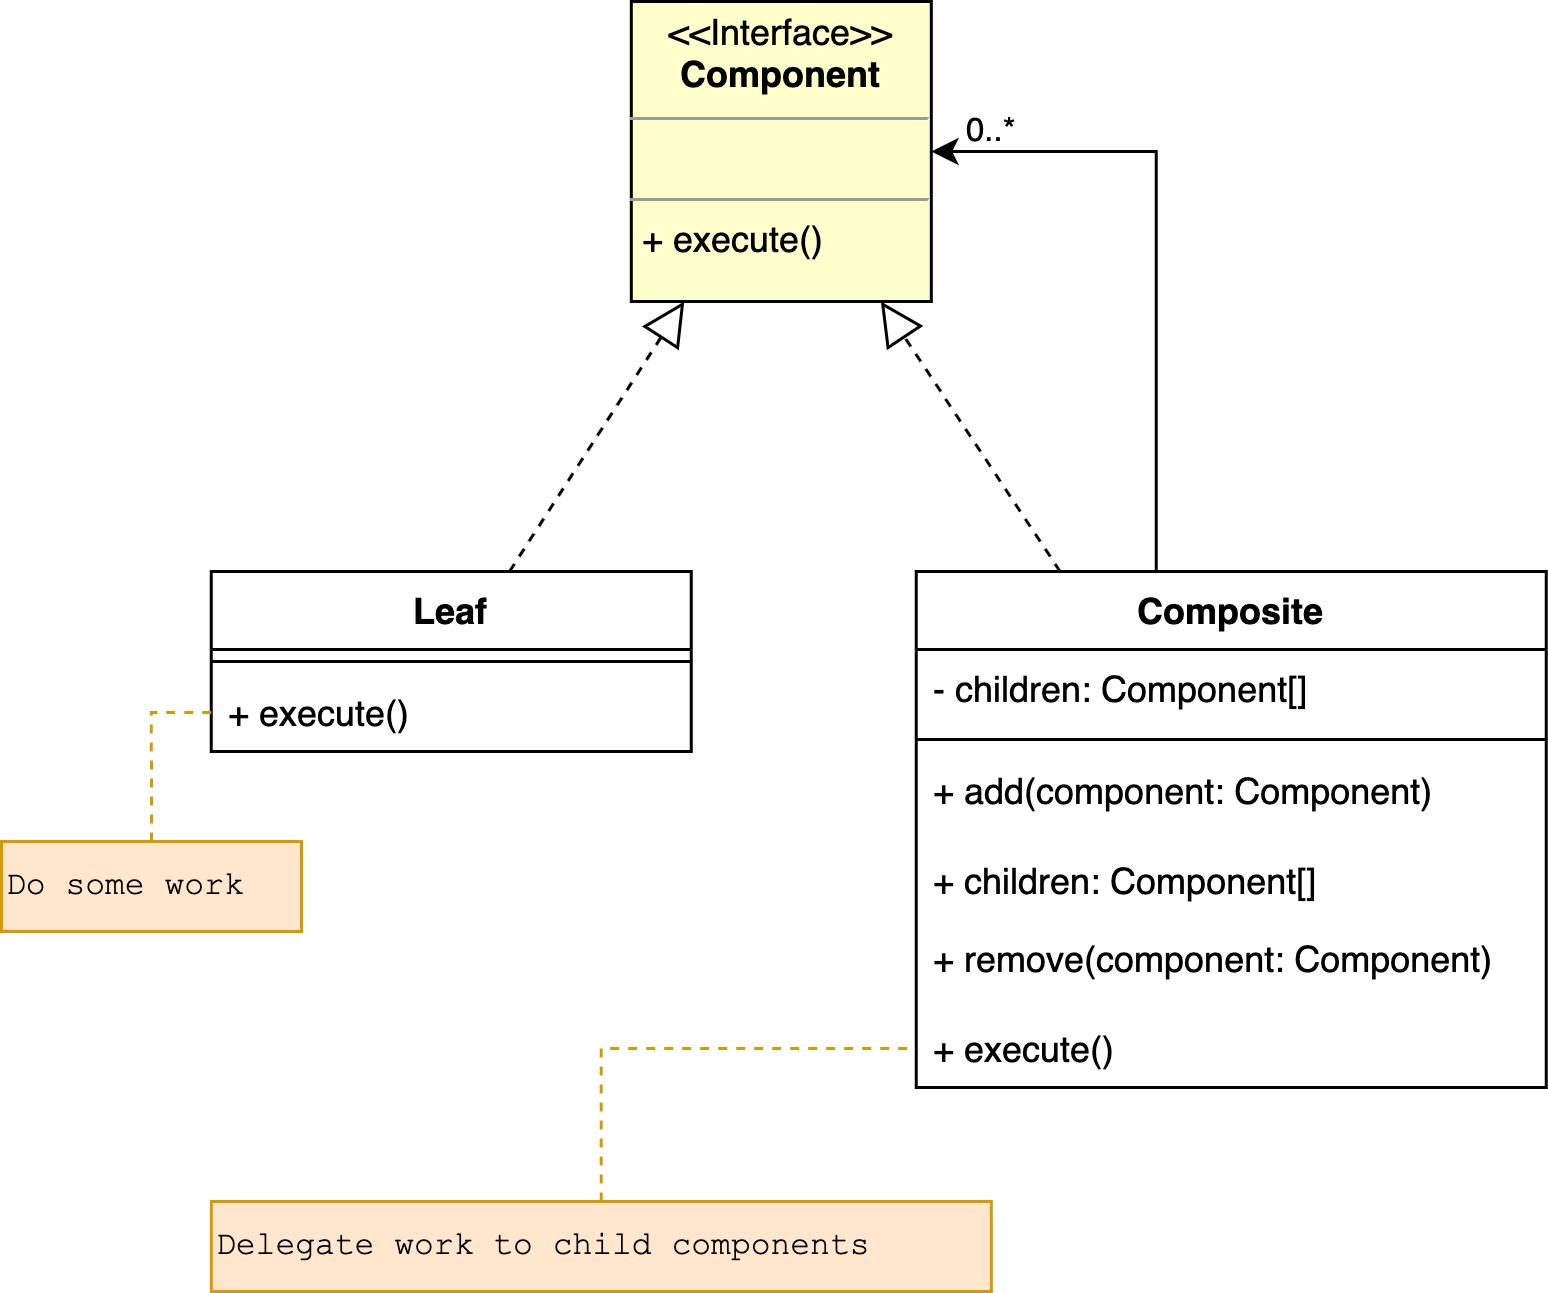 <<Interface>>
Component
0..*
+ execute()
Leaf
+ execute()
Do some work
Composite
- children: Component[]
+ add(component: Component)
+ children: Component[]
+ remove(component: Component)
+ execute()
Delegate work to child components